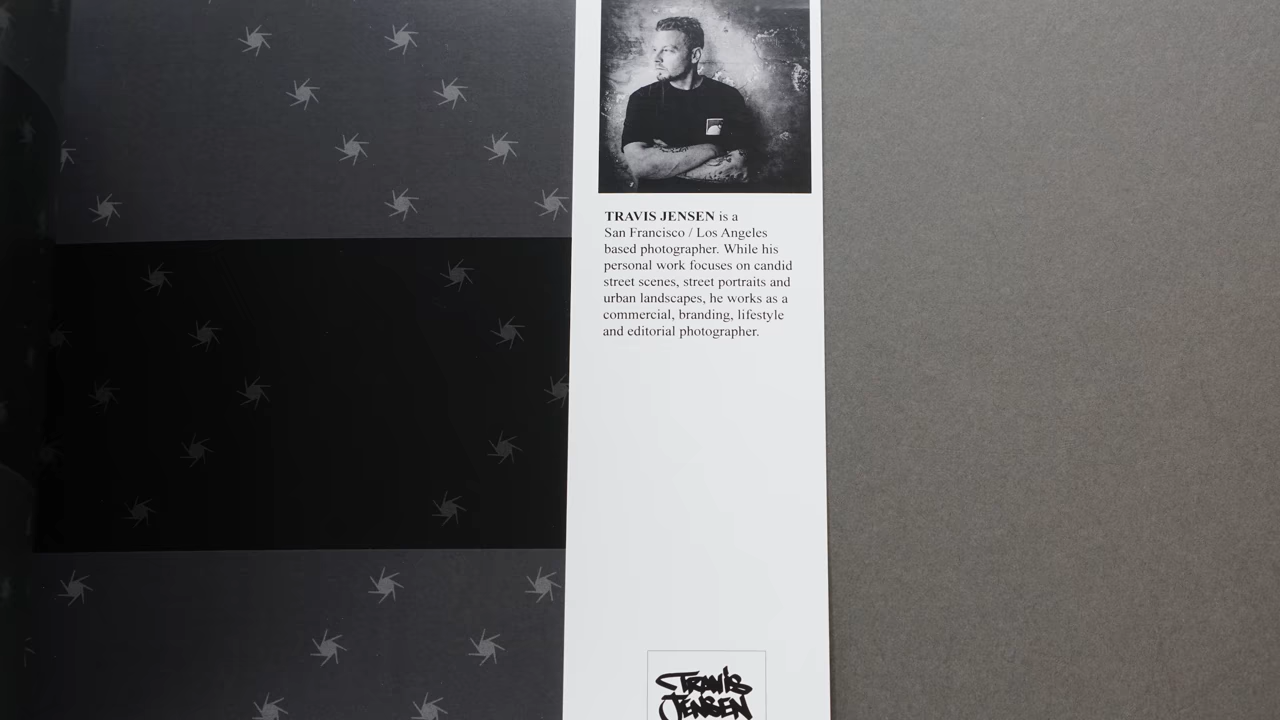 TRAVIS JENSEN is a
San Francisco / Los Angeles
based photographer. While his
personal work focuses on candid
street scenes, street portraits and
urban landscapes, he works as a
commercial, branding, lifestyle
and editorial photographer.
TRAVIS
JENSEN